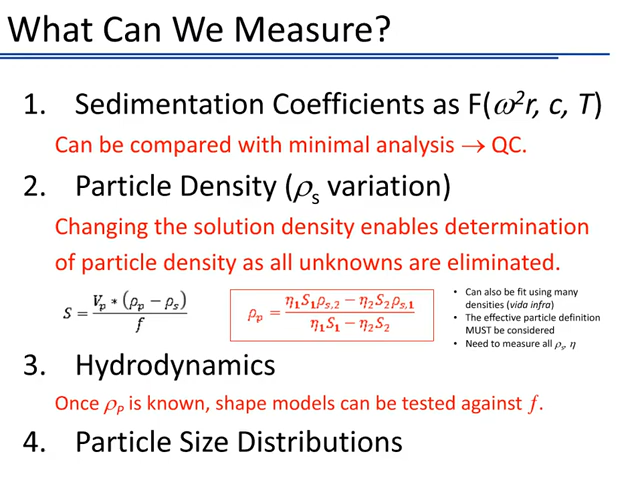 What Can We Measure?
1. Sedimentation Coefficients as F(ω²r, c, T)
Can be compared with minimal analysis → QC.
2. Particle Density (ρₛ variation)
Changing the solution density enables determination
of particle density as all unknowns are eliminated.
S = Vₚ * (ρₚ − ρₛ) / f
ρₚ = (η₁S₁ρₛ,₂ − η₂S₂ρₛ,₁) / (η₁S₁ − η₂S₂)
• Can also be fit using many
densities (vida infra)
• The effective particle definition
MUST be considered
• Need to measure all ρₛ, η
3. Hydrodynamics
Once ρₚ is known, shape models can be tested against f.
4. Particle Size Distributions